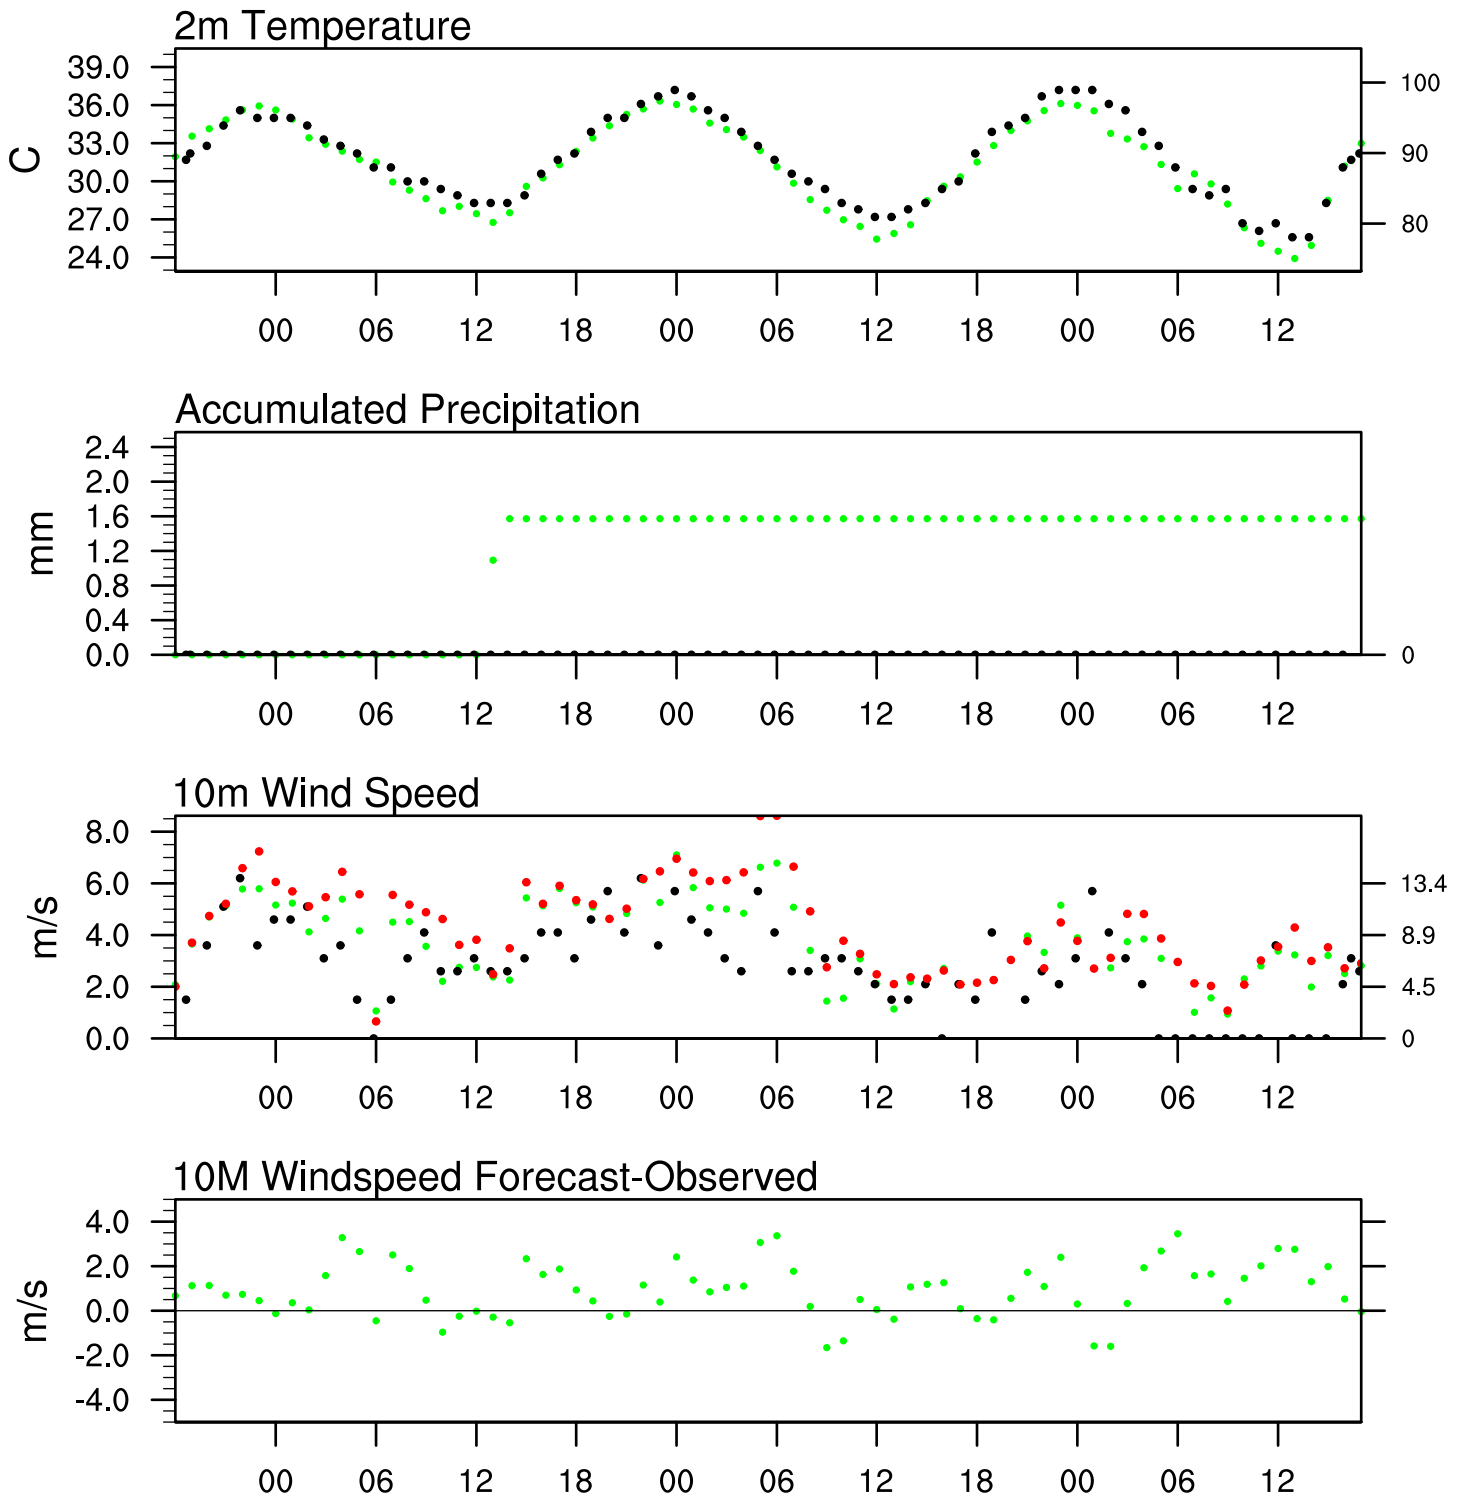 2m Temperature
39.0
36.0
33.0
30.0
27.0
24.0
C
100
90
80
00 06 12 18 00 06 12 18 00 06 12
Accumulated Precipitation
2.4
2.0
1.6
1.2
0.8
0.4
0.0
mm
0
00 06 12 18 00 06 12 18 00 06 12
10m Wind Speed
8.0
6.0
4.0
2.0
0.0
m/s
13.4
8.9
4.5
0
00 06 12 18 00 06 12 18 00 06 12
10M Windspeed Forecast-Observed
4.0
2.0
0.0
-2.0
-4.0
m/s
00 06 12 18 00 06 12 18 00 06 12